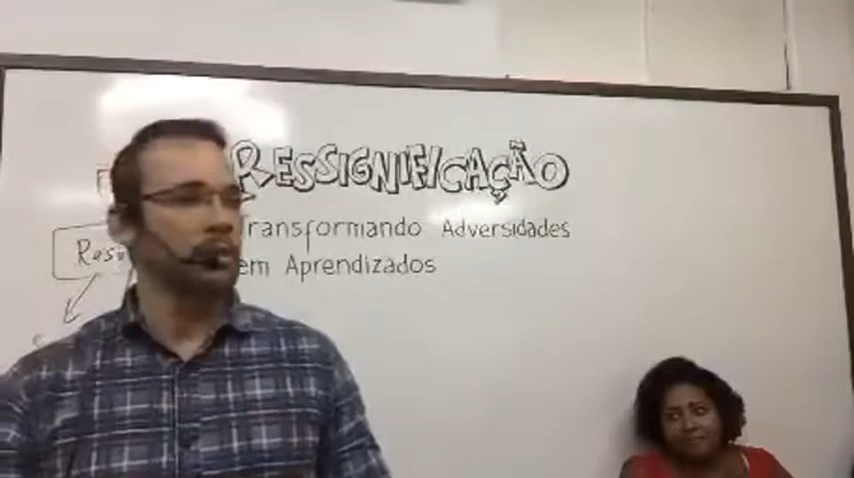 RESSIGNIFICAÇÃO
Transformando Adversidades
em Aprendizados